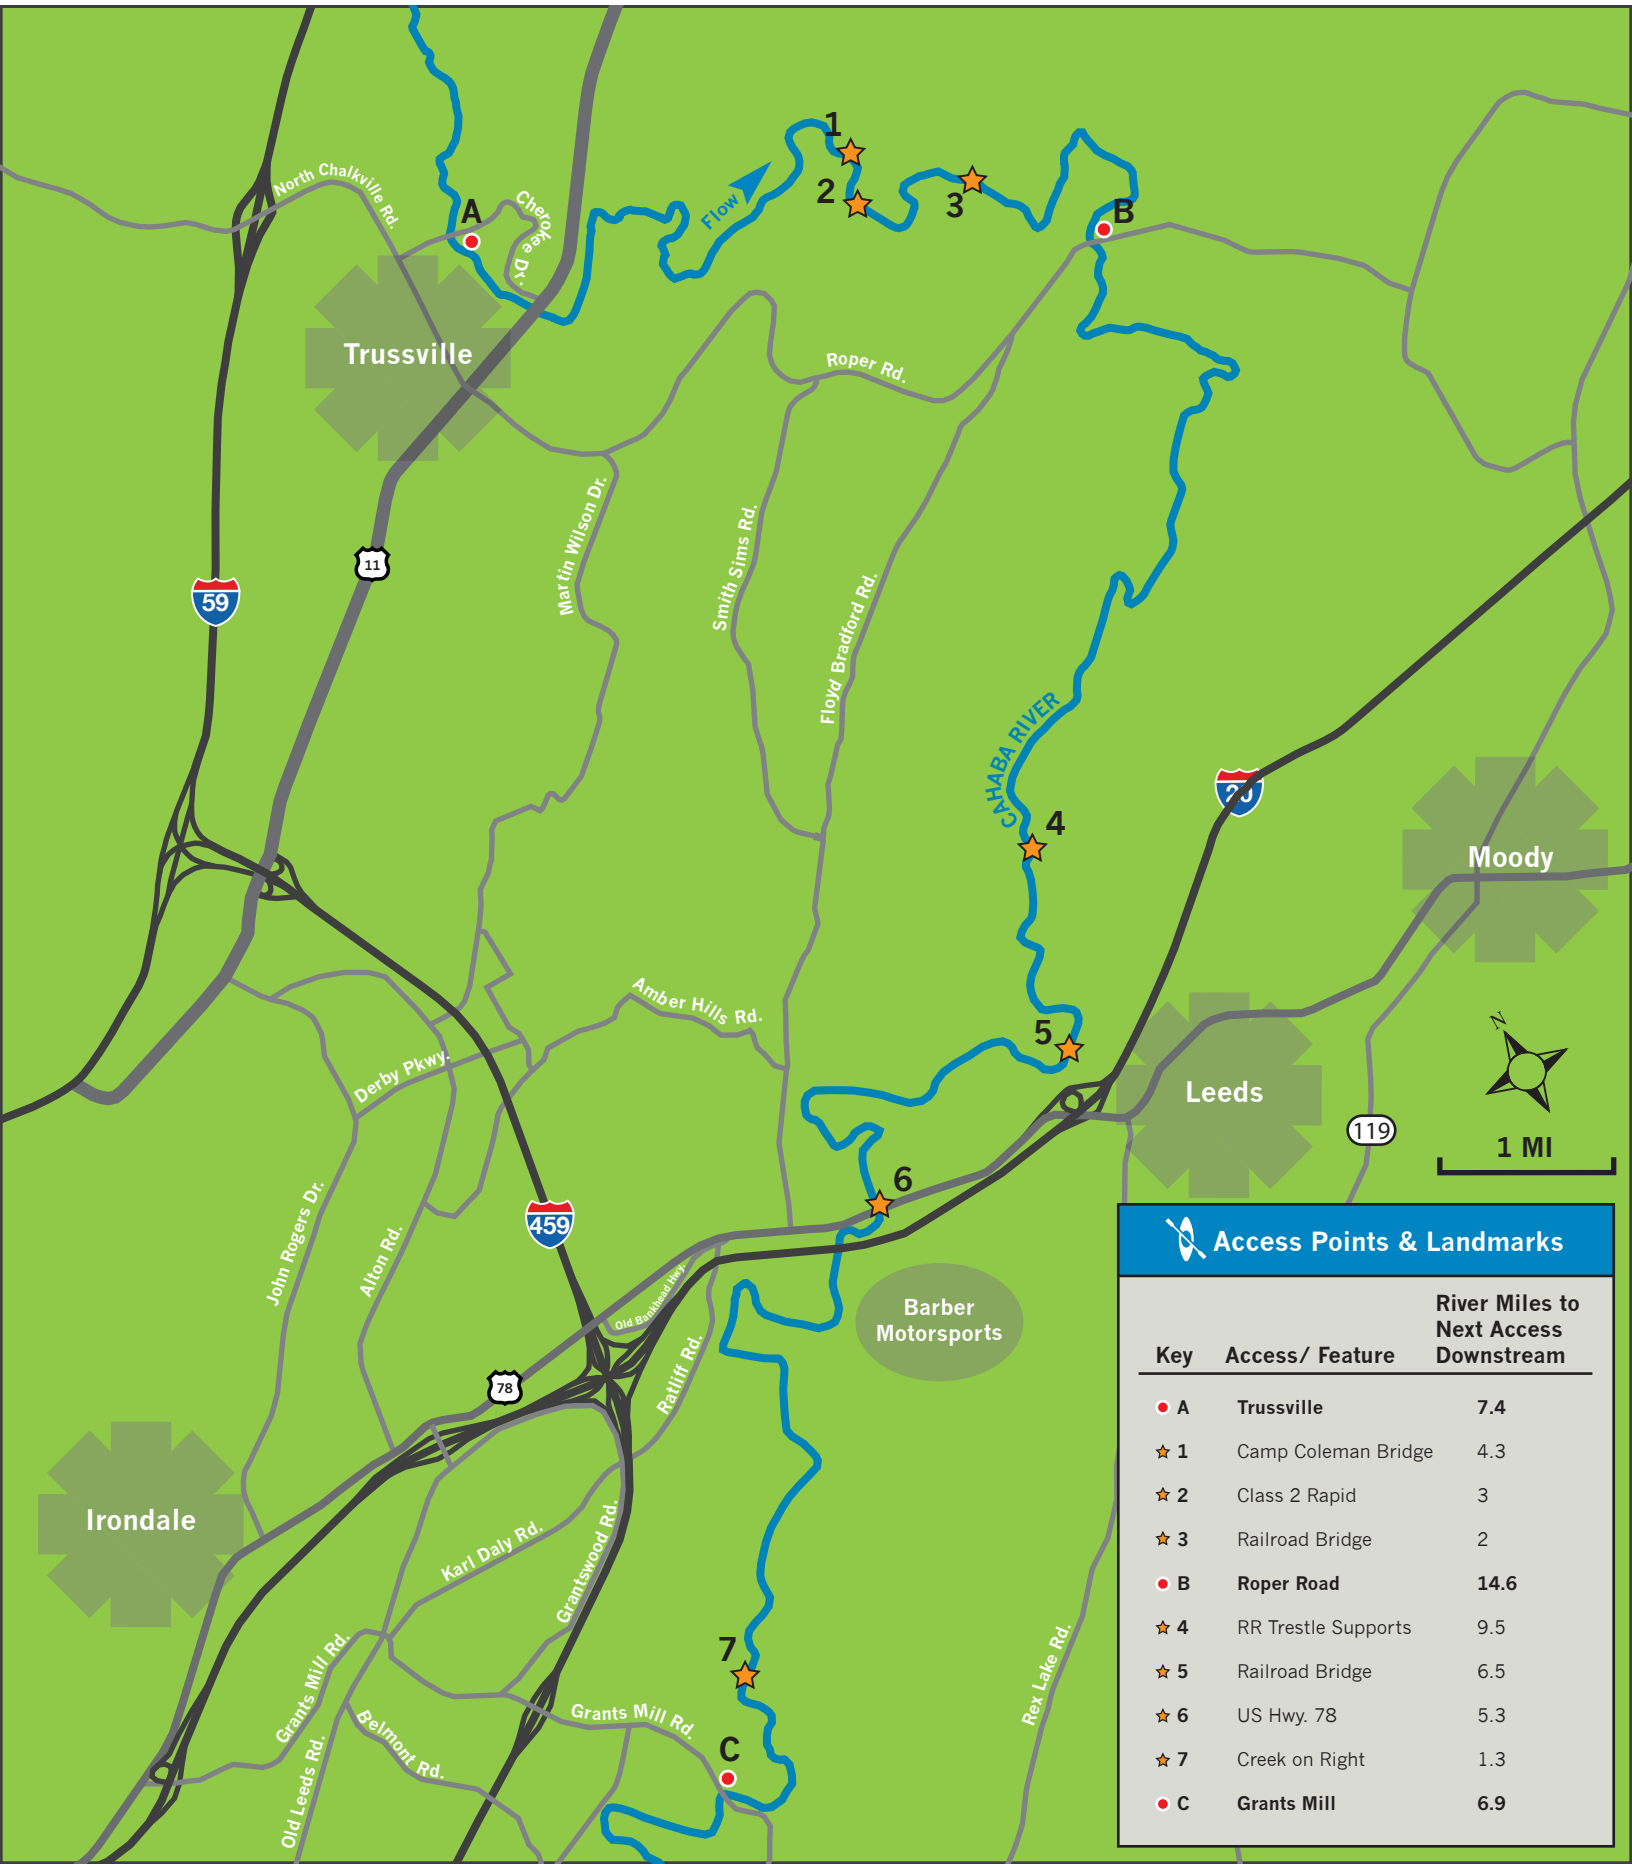 North Chalkville Rd.
A
Cherokee Dr.
Flow
1
2
3
B
Trussville
Roper Rd.
11
59
Martin Wilson Dr.
Smith Sims Rd.
Floyd Bradford Rd.
CAHABA RIVER
20
4
Moody
Amber Hills Rd.
5
Derby Pkwy.
Leeds
N
119
1 MI
John Rogers Dr.
Alton Rd.
459
6
Old Bankhead Hwy.
Ratliff Rd.
Barber
Motorsports
78
Irondale
Karl Daly Rd.
Grantswood Rd.
Grants Mill Rd.
Belmont Rd.
Old Leeds Rd.
7
Grants Mill Rd.
C
Rex Lake Rd.
Access Points & Landmarks
River Miles to
Next Access
Key Access/ Feature Downstream
A Trussville 7.4
1 Camp Coleman Bridge 4.3
2 Class 2 Rapid 3
3 Railroad Bridge 2
B Roper Road 14.6
4 RR Trestle Supports 9.5
5 Railroad Bridge 6.5
6 US Hwy. 78 5.3
7 Creek on Right 1.3
C Grants Mill 6.9